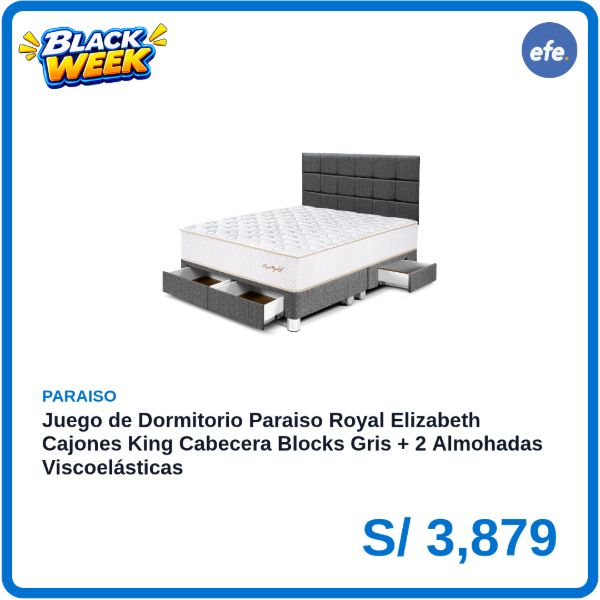 BLACK
WEEK
efe.
PARAISO
Juego de Dormitorio Paraiso Royal Elizabeth
Cajones King Cabecera Blocks Gris + 2 Almohadas
Viscoelásticas
S/ 3,879